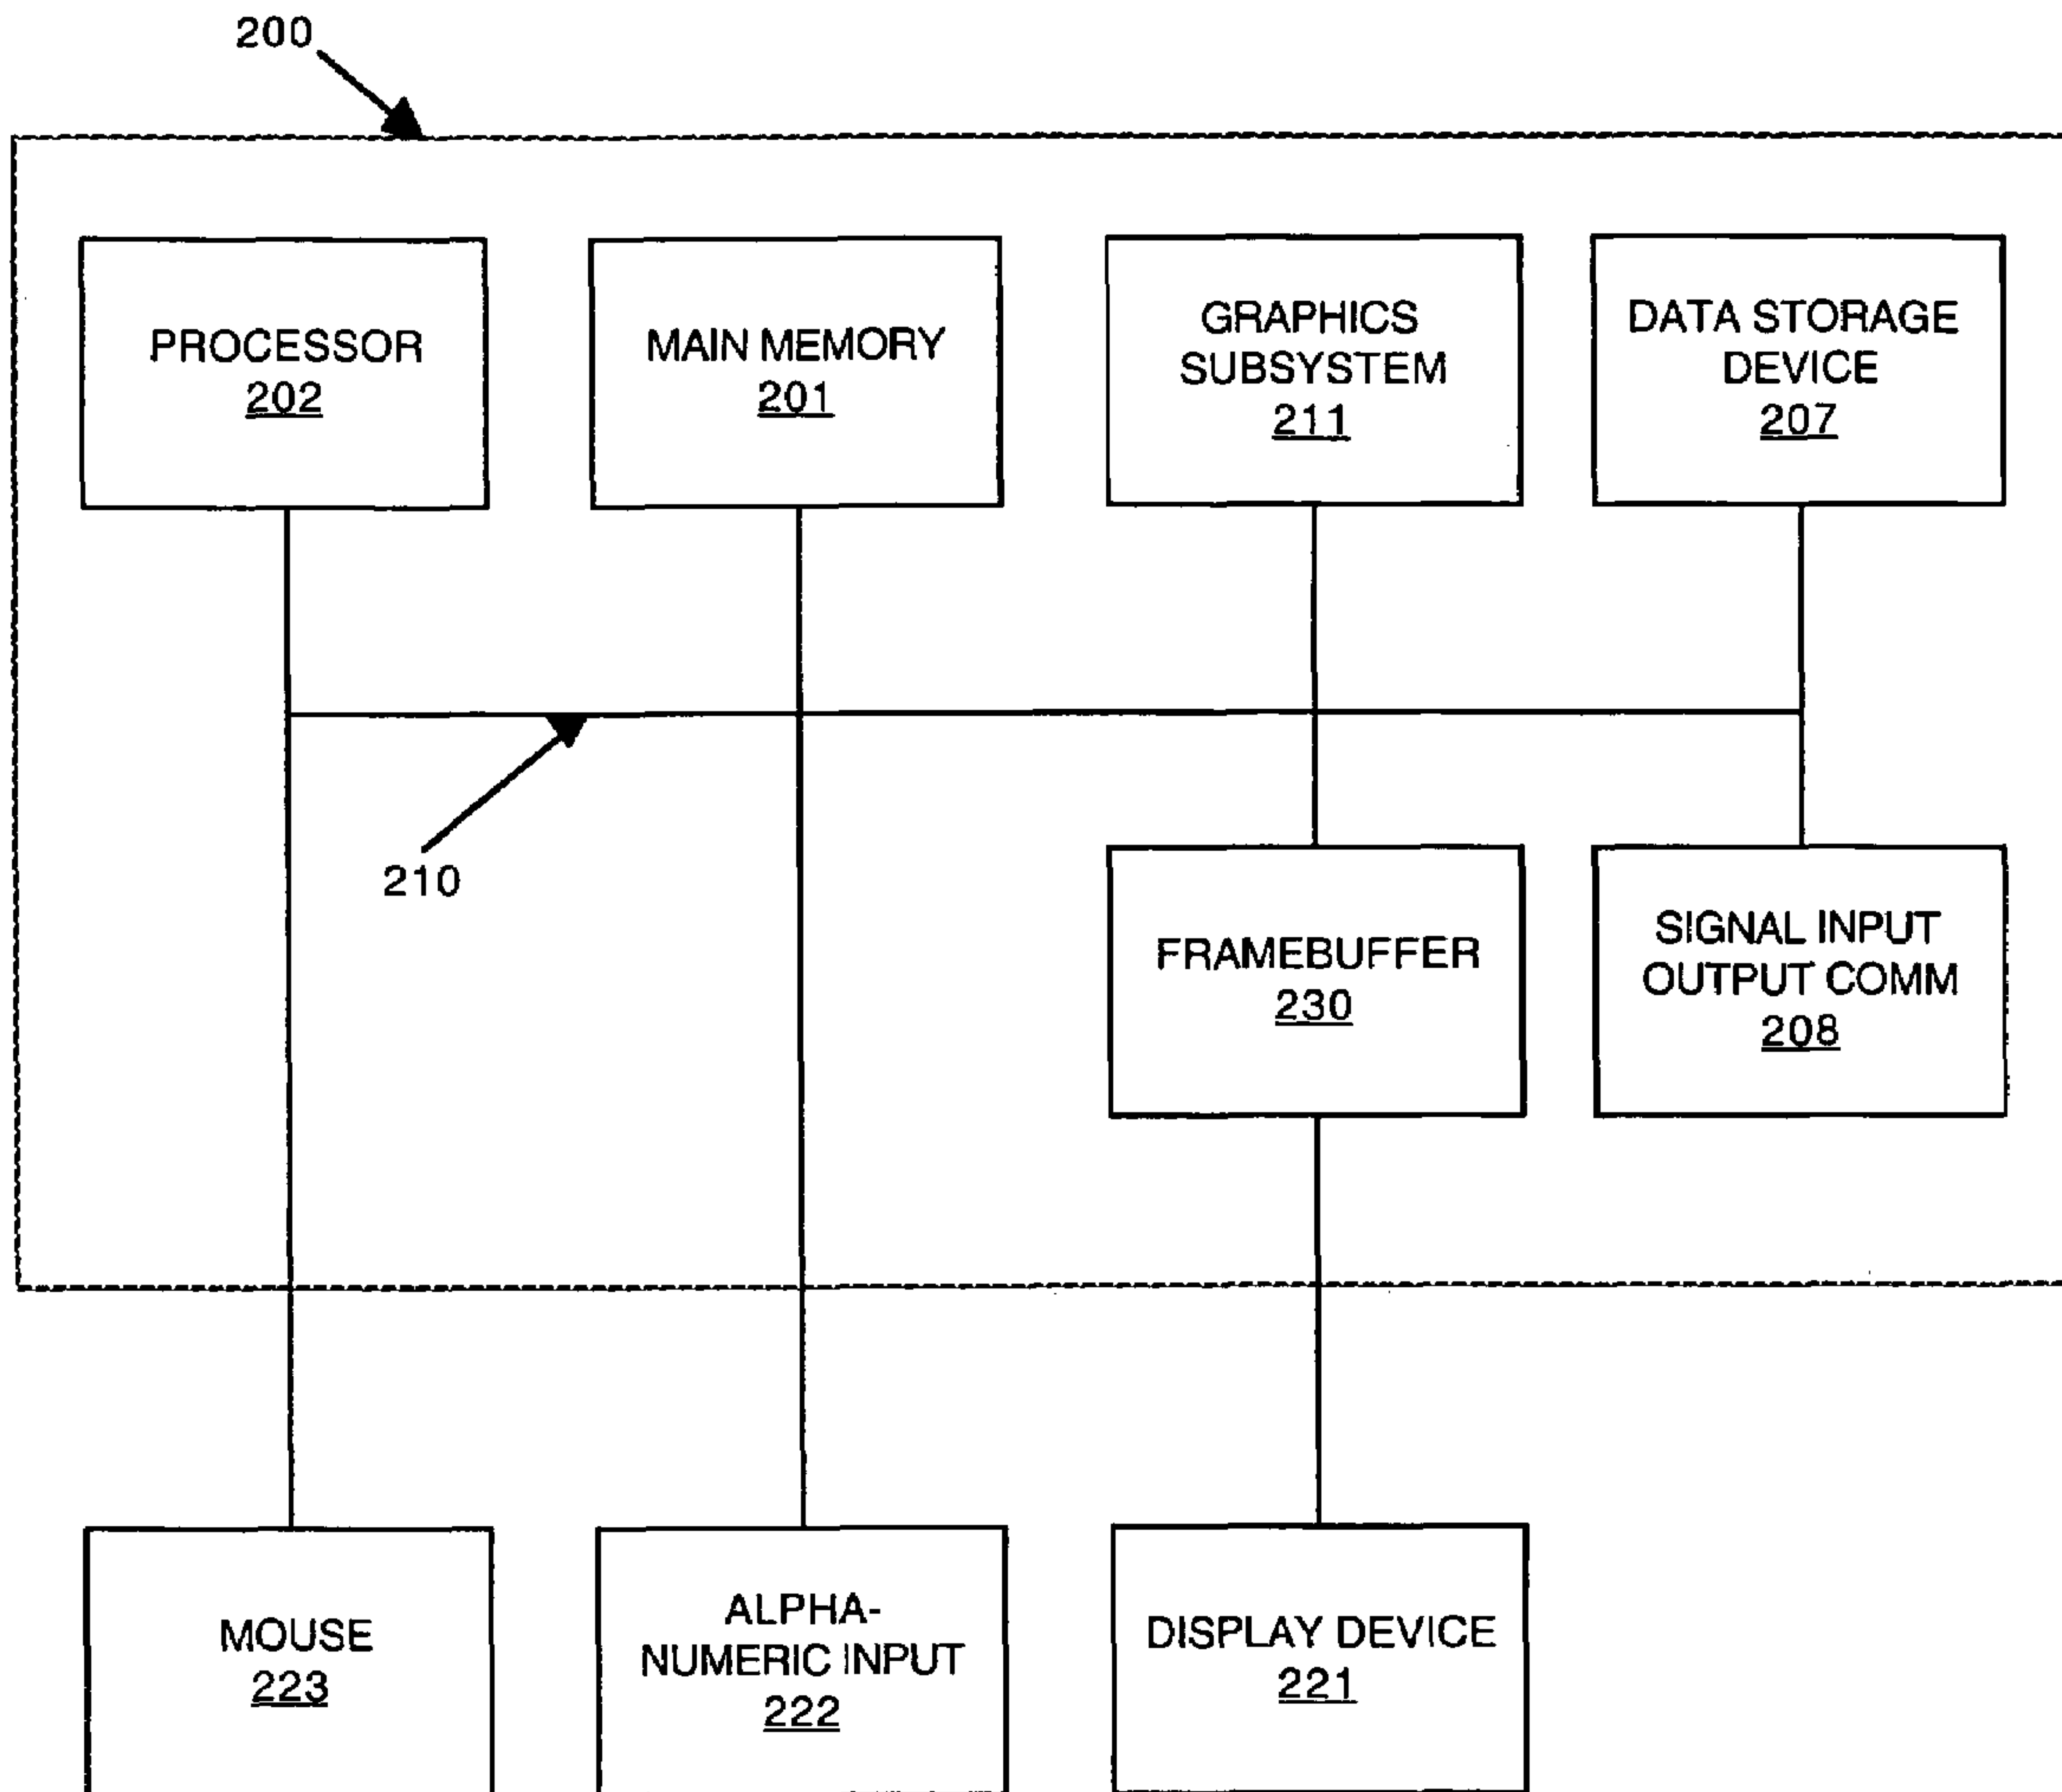 200
PROCESSOR
202
MAIN MEMORY
201
GRAPHICS
SUBSYSTEM
211
DATA STORAGE
DEVICE
207
210
FRAMEBUFFER
230
SIGNAL INPUT
OUTPUT COMM
208
MOUSE
223
ALPHA-
NUMERIC INPUT
222
DISPLAY DEVICE
221